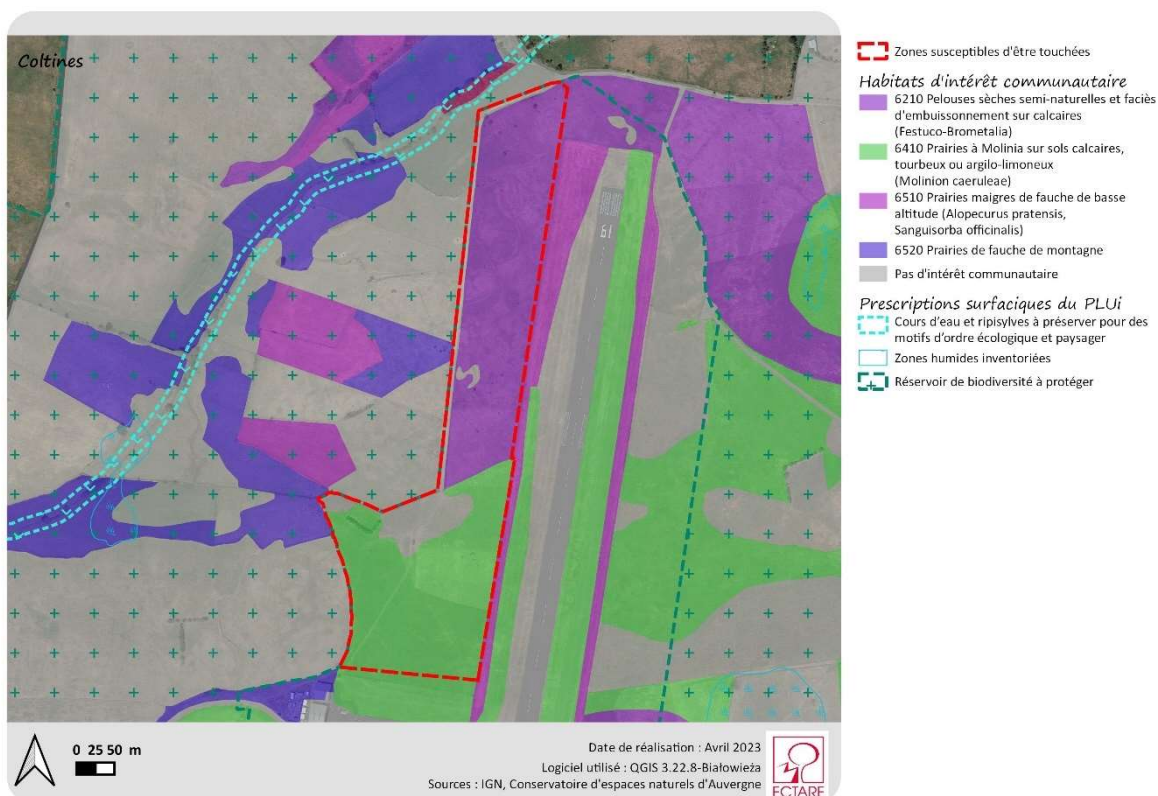 Coltines
19
Zones susceptibles d'être touchées
Habitats d'intérêt communautaire
6210 Pelouses sèches semi-naturelles et faciès
d'embuissonnement sur calcaires
(Festuco-Brometalia)
6410 Prairies à Molinia sur sols calcaires,
tourbeux ou argilo-limoneux
(Molinion caeruleae)
6510 Prairies maigres de fauche de basse
altitude (Alopecurus pratensis,
Sanguisorba officinalis)
6520 Prairies de fauche de montagne
Pas d'intérêt communautaire
Prescriptions surfaciques du PLUi
Cours d'eau et ripisylves à préserver pour des
motifs d'ordre écologique et paysager
Zones humides inventoriées
Réservoir de biodiversité à protéger
0 25 50 m
Date de réalisation : Avril 2023
Logiciel utilisé : QGIS 3.22.8-Białowieża
Sources : IGN, Conservatoire d'espaces naturels d'Auvergne
ECTARE